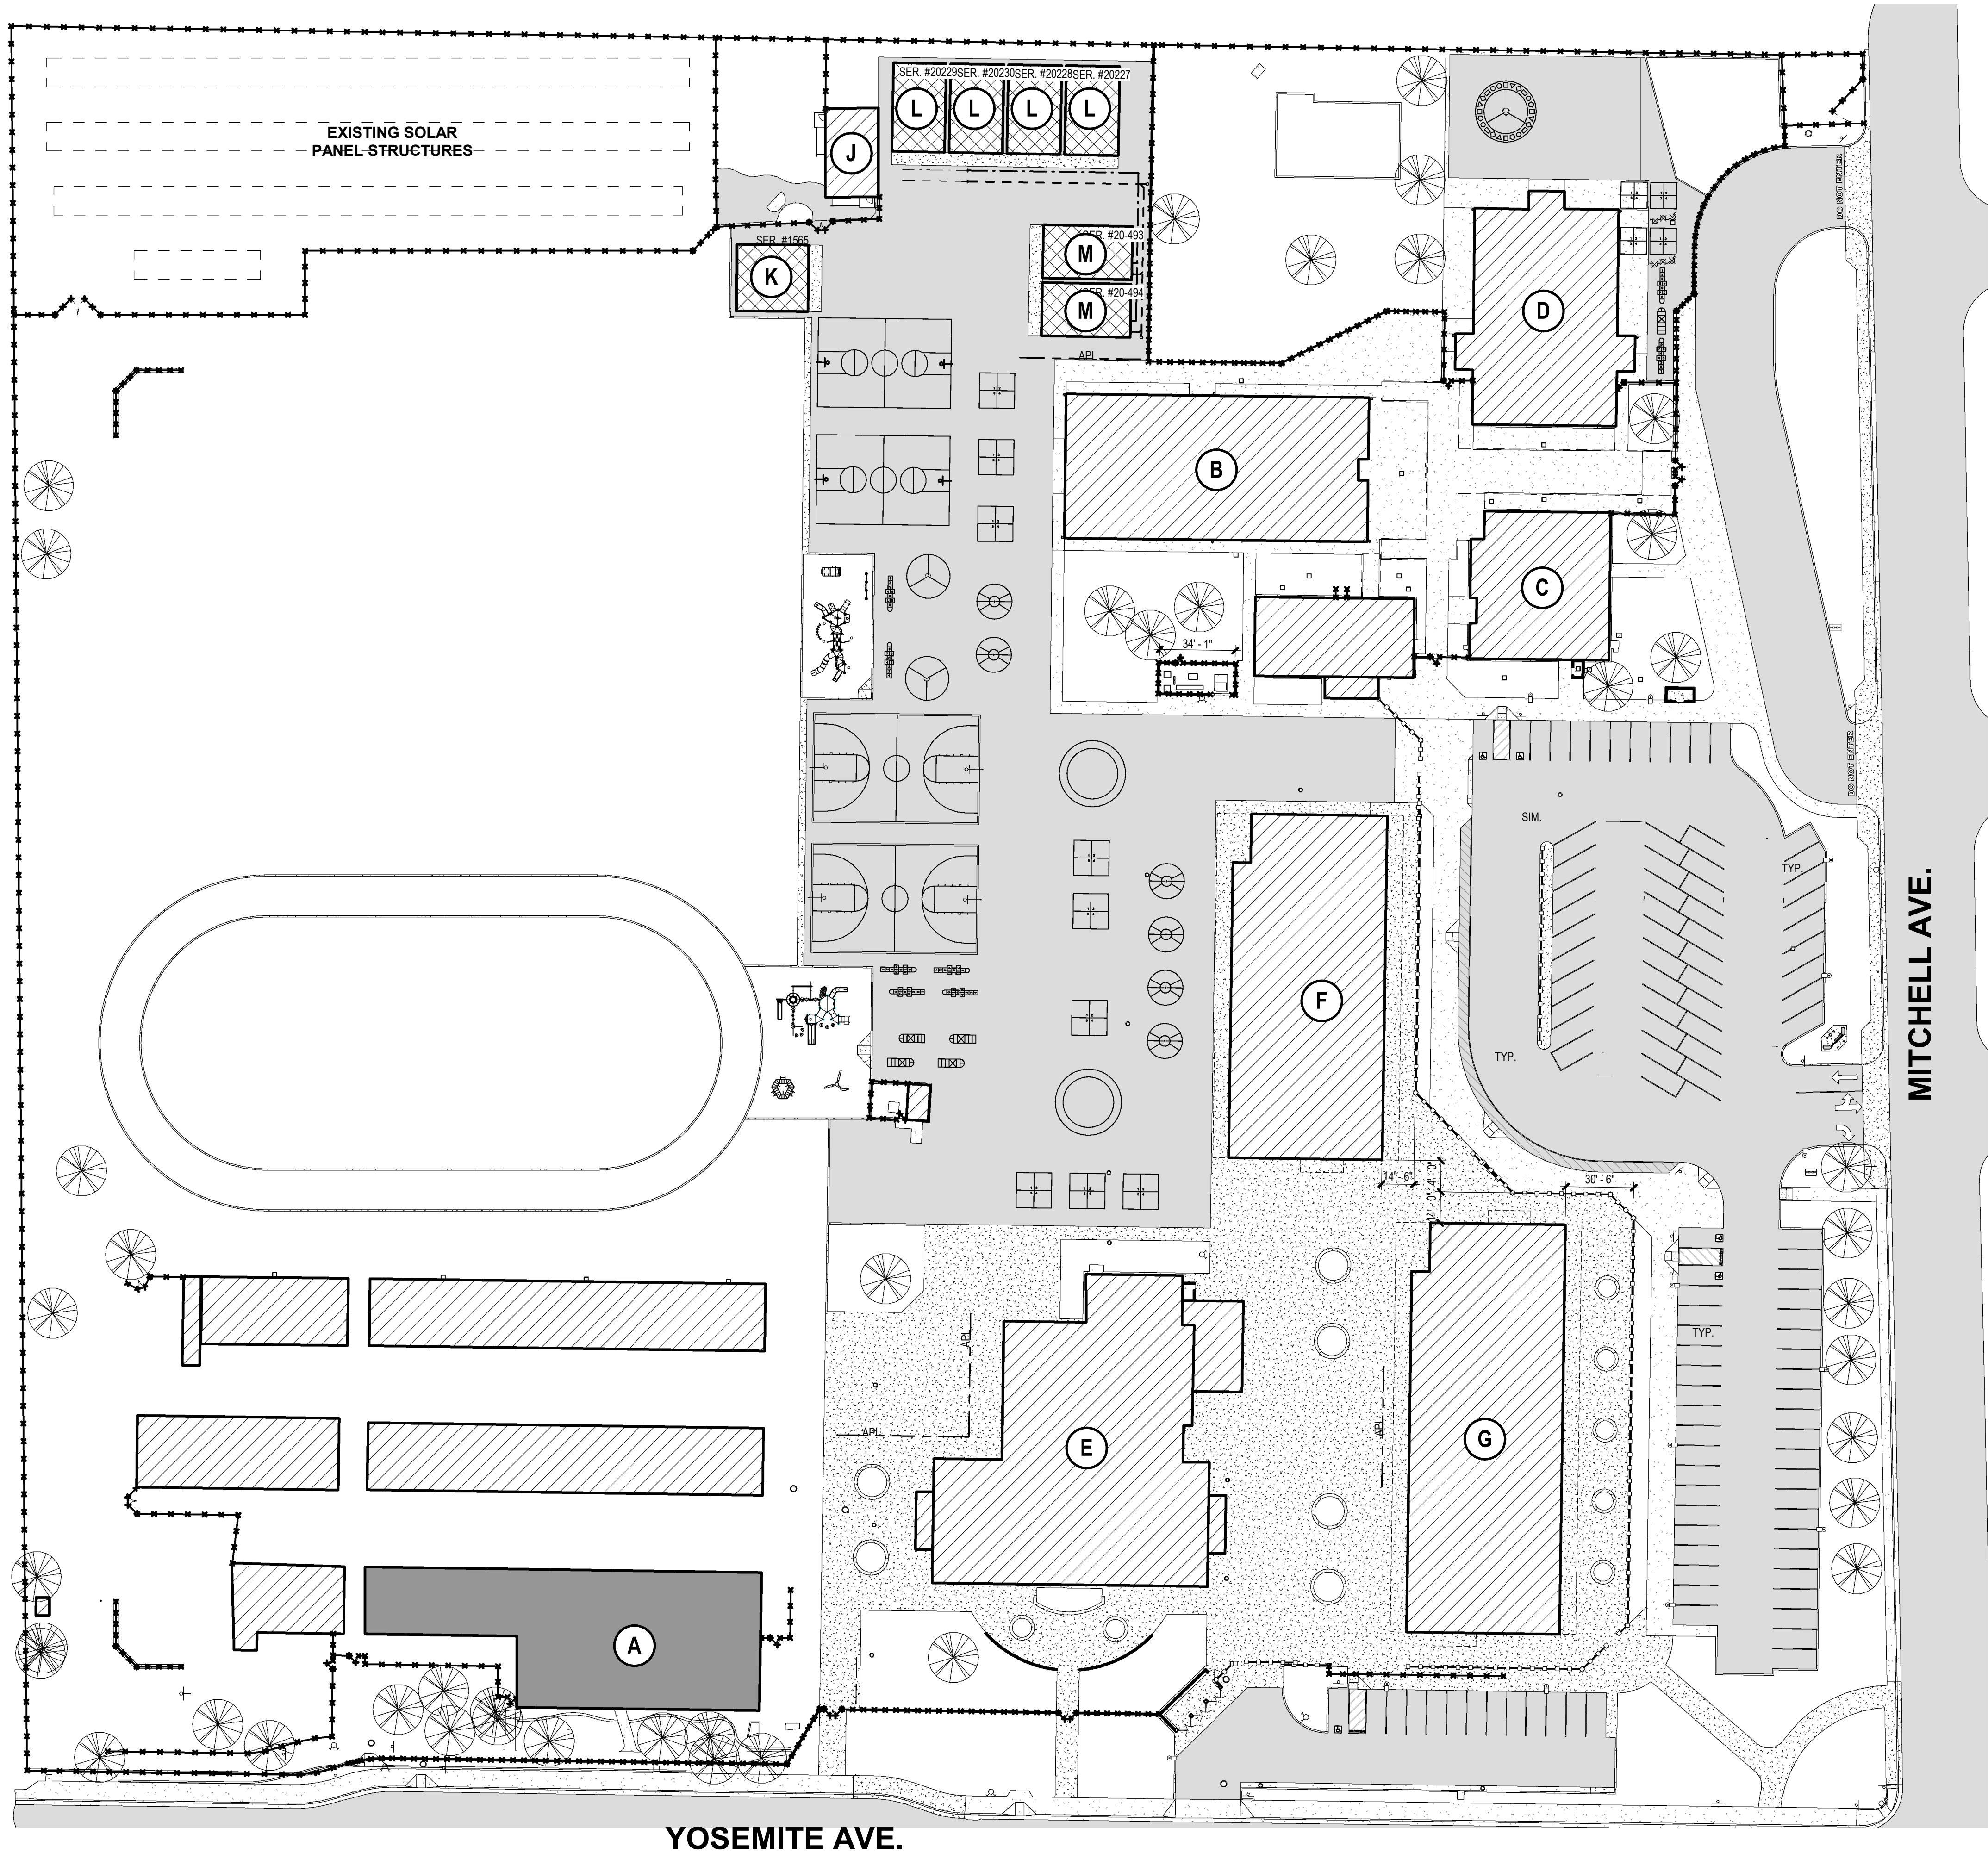 SER. #20229 SER. #20230 SER. #20228 SER. #20227
L L L L
EXISTING SOLAR
PANEL STRUCTURES
J
DO NOT ENTER
SER. #1565
K
SER. #20-493
M
SER. #20-494
M
D
APL
B
C
34' - 1"
DO NOT ENTER
SIM.
TYP.
MITCHELL AVE.
F
TYP.
14' - 6"
14' - 0"
14' - 0"
30' - 6"
APL
TYP.
APL
APL
E
G
A
YOSEMITE AVE.